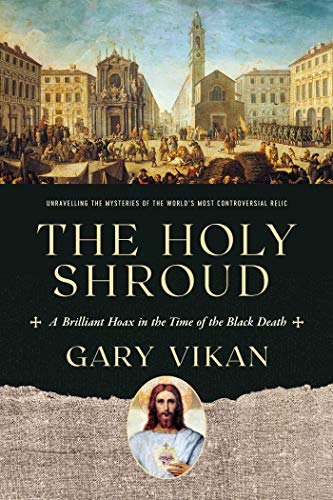 UNRAVELLING THE MYSTERIES OF THE WORLD'S MOST CONTROVERSIAL RELIC
THE HOLY
SHROUD
A Brilliant Hoax in the Time of the Black Death
GARY VIKAN